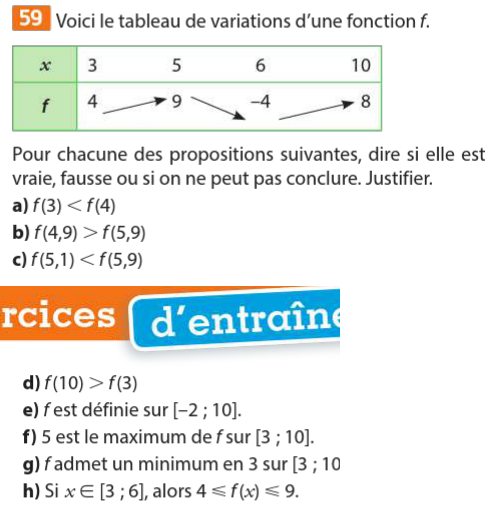 59 Voici le tableau de variations d’une fonction f.
x 3 5 6 10
f 4 9 –4 8
Pour chacune des propositions suivantes, dire si elle est
vraie, fausse ou si on ne peut pas conclure. Justifier.
a) f(3) < f(4)
b) f(4,9) > f(5,9)
c) f(5,1) < f(5,9)
rcices d’entraîne
d) f(10) > f(3)
e) f est définie sur [–2 ; 10].
f) 5 est le maximum de f sur [3 ; 10].
g) f admet un minimum en 3 sur [3 ; 10
h) Si x ∈ [3 ; 6], alors 4 ⩽ f(x) ⩽ 9.